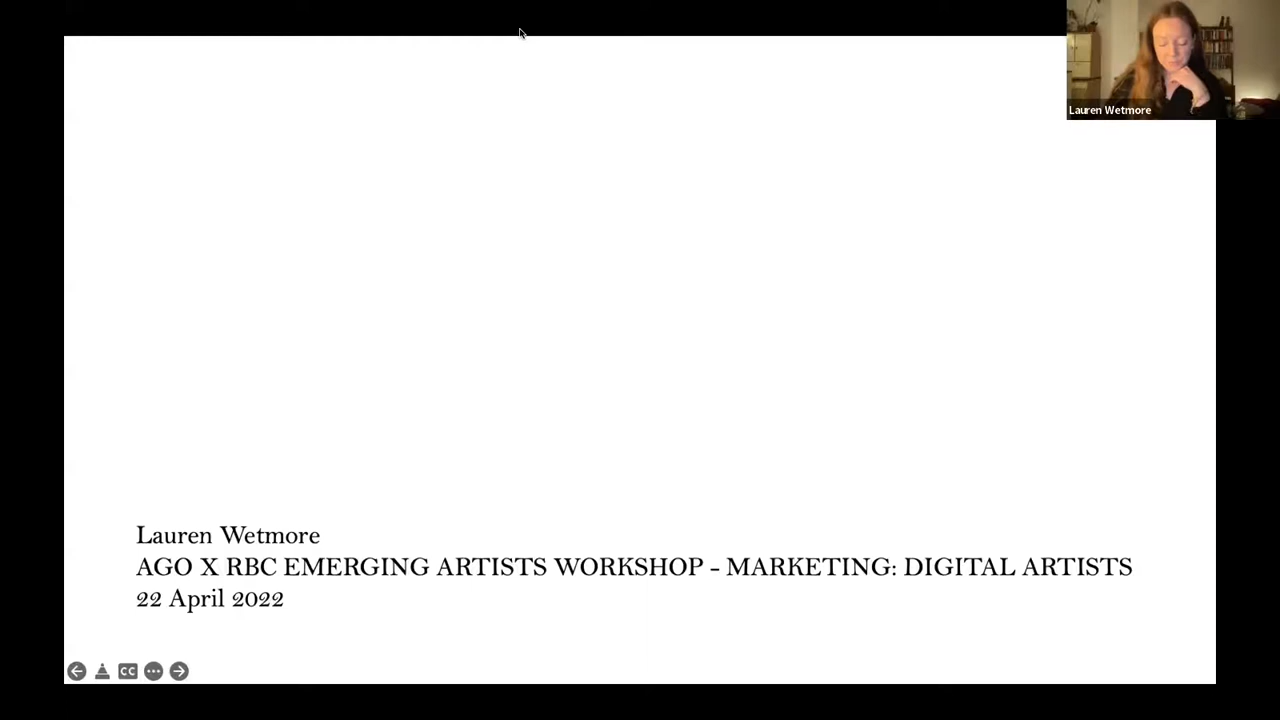 Lauren Wetmore
Lauren Wetmore
AGO X RBC EMERGING ARTISTS WORKSHOP - MARKETING: DIGITAL ARTISTS
22 April 2022
CC